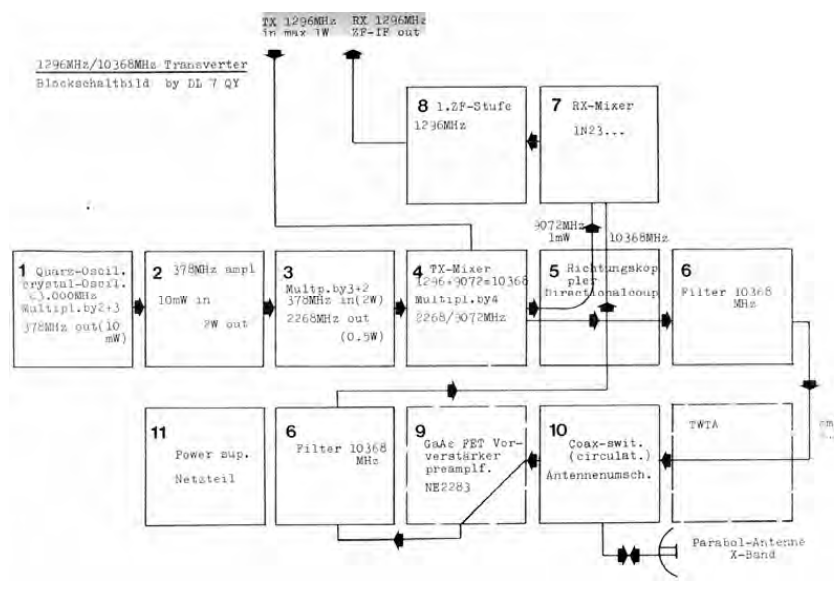 TX 1296MHz RX 1296MHz
in max 1W ZF-IF out
1296MHz/10368MHz Transverter
Blockschaltbild by DL 7 QY
8 1.ZF-Stufe
1296MHz
7 RX-Mixer
1N23...
9072MHz
1mW
10368MHz
1 Quarz-Oscil.
crystal-Oscil.
63.000MHz
Multipl.by2+3
378MHz out(10
mW)
2 378MHz ampl
10mW in
2W out
3 Multp.by3+2
378MHz in(2W)
2268MHz out
(0.5W)
4 TX-Mixer
1296+9072=10368
Multipl.by4
2268/9072MHz
5 Richtungskop
pler
Directionalcoup
6
Filter 10368
MHz
11
Power sup.
Netzteil
6
Filter 10368
MHz
9 GaAs FET Vor-
verstärker
preamplf.
NE2283
10
Coax-swit.
(circulat.)
Antennenumsch.
TWTA
Parabol-Antenne
X-Band